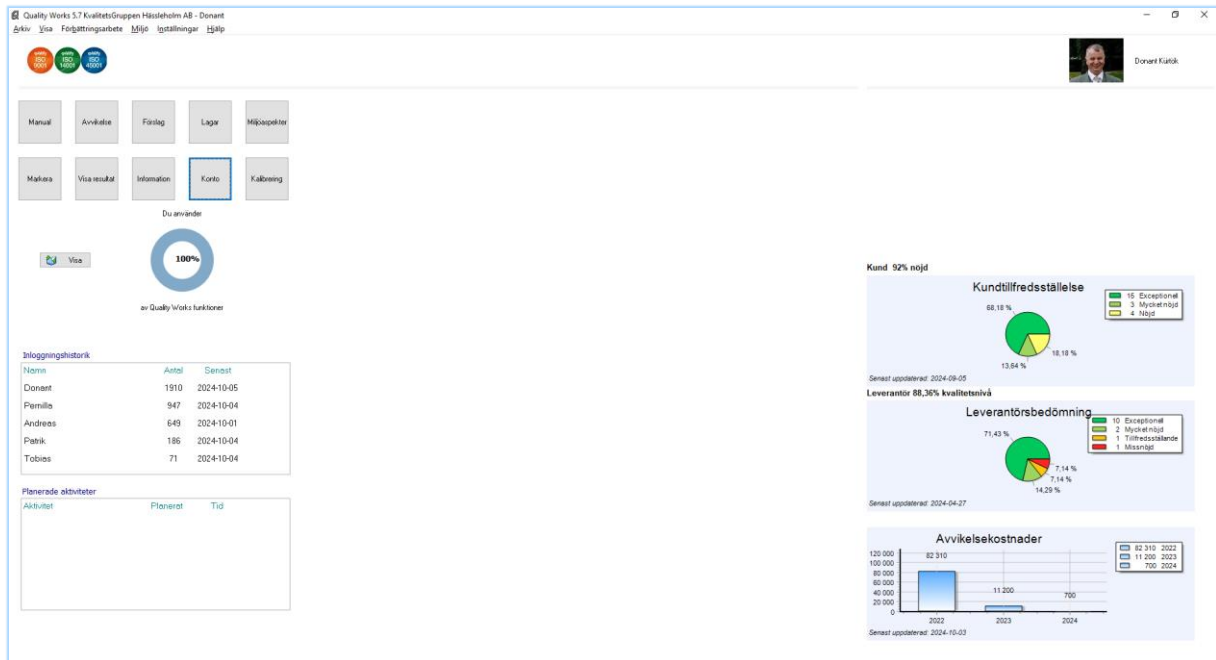 Quality Works 5.7 KvalitetsGruppen Hässleholm AB - Donant
Arkiv Visa Förbättringsarbete Miljö Inställningar Hjälp
ISO 9001 ISO 14001 ISO 45001
Donant Kürtök
Manual Avvikelse Förslag Lagar Miljöaspekter
Markera Visa resultat Information Konto Kalibrering
Du använder
Visa
100%
av Quality Works funktioner
Inloggningshistorik
Namn Antal Senast
Donant 1910 2024-10-05
Pernilla 947 2024-10-04
Andreas 649 2024-10-01
Patrik 186 2024-10-04
Tobias 71 2024-10-04
Planerade aktiviteter
Aktivitet Planerat Tid
Kund 92% nöjd
Kundtillfredsställelse
15 Exceptionell
3 Mycket nöjd
4 Nöjd
68,18 %
18,18 %
13,64 %
Senast uppdaterad: 2024-09-05
Leverantör 88,36% kvalitetsnivå
Leverantörsbedömning
10 Exceptionell
2 Mycket nöjd
1 Tillfredsställande
1 Missnöjd
71,43 %
7,14 %
7,14 %
14,29 %
Senast uppdaterad: 2024-04-27
Avvikelsekostnader
82 310 2022
11 200 2023
700 2024
120 000
100 000
80 000
60 000
40 000
20 000
0
82 310
11 200
700
2022 2023 2024
Senast uppdaterad: 2024-10-03